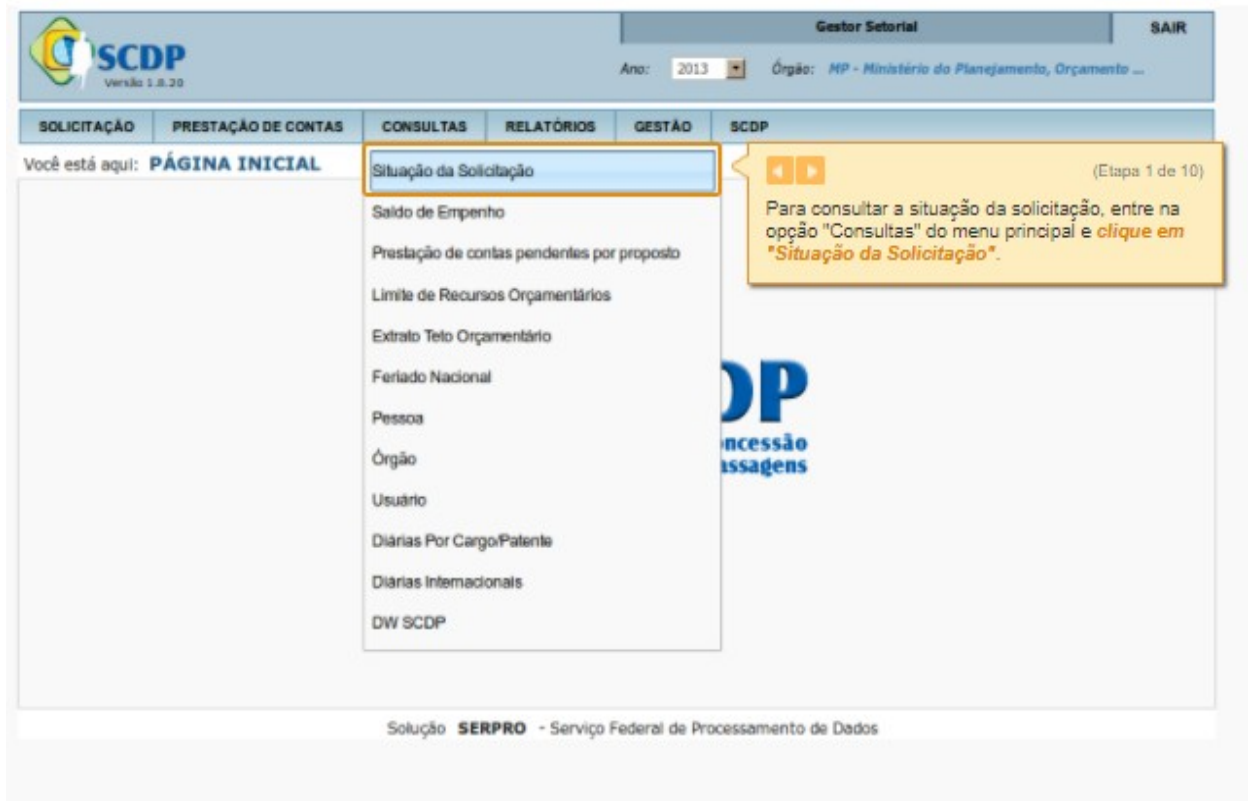 Gestor Setorial
SAIR
SCDP
Versão 1.8.20
Ano: 2013 Órgão: MP - Ministério do Planejamento, Orçamento ...
SOLICITAÇÃO PRESTAÇÃO DE CONTAS CONSULTAS RELATÓRIOS GESTÃO SCDP
Você está aqui: PÁGINA INICIAL
Situação da Solicitação
Saldo de Empenho
Prestação de contas pendentes por proposto
Limite de Recursos Orçamentários
Extrato Teto Orçamentário
Feriado Nacional
Pessoa
Órgão
Usuário
Diárias Por Cargo/Patente
Diárias Internacionais
DW SCDP
(Etapa 1 de 10)
Para consultar a situação da solicitação, entre na
opção "Consultas" do menu principal e clique em
"Situação da Solicitação".
DP
ncessão
assagens
Solução SERPRO - Serviço Federal de Processamento de Dados